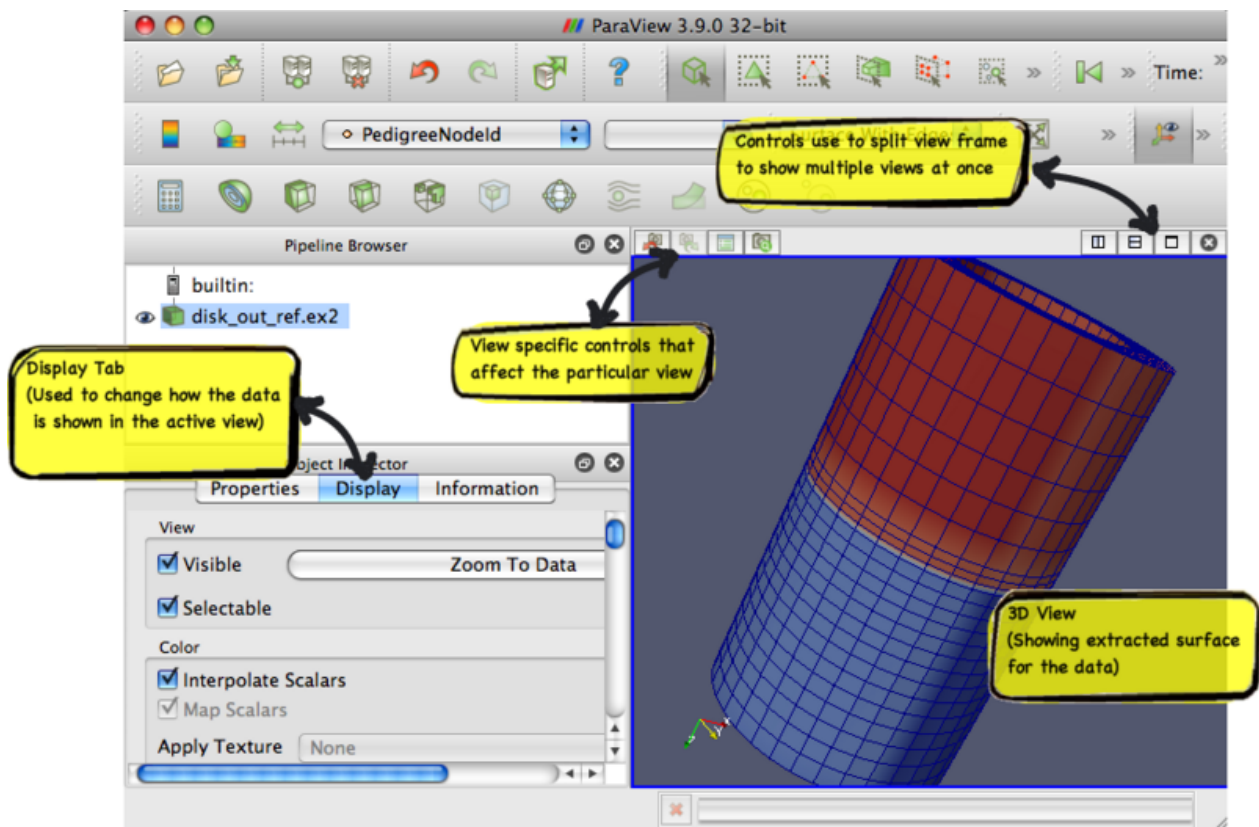 ParaView 3.9.0 32-bit
Time:
PedigreeNodeId
Controls use to split view frame
to show multiple views at once
Pipeline Browser
builtin:
disk_out_ref.ex2
View specific controls that
affect the particular view
Display Tab
(Used to change how the data
is shown in the active view)
Properties Display Information
View
Visible Zoom To Data
Selectable
Color
Interpolate Scalars
Map Scalars
Apply Texture None
3D View
(Showing extracted surface
for the data)
X
Y
Z